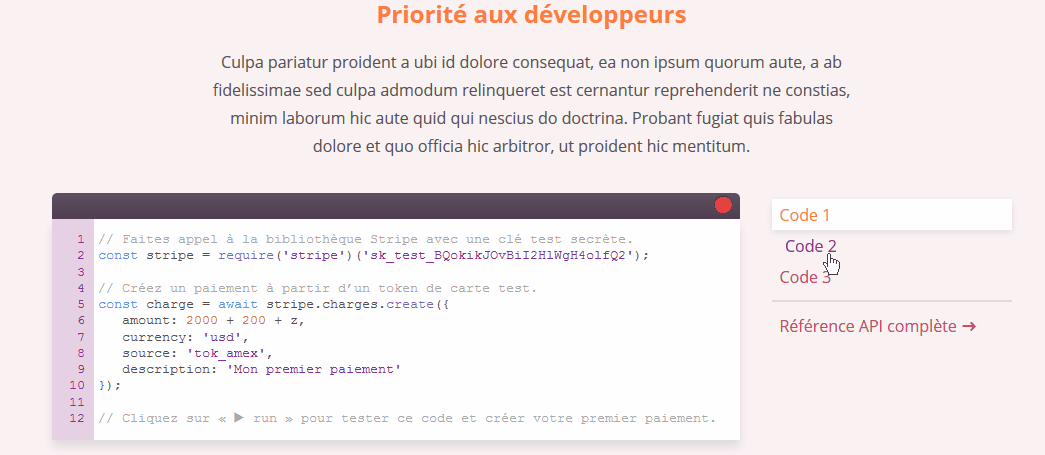 Priorité aux développeurs
Culpa pariatur proident a ubi id dolore consequat, ea non ipsum quorum aute, a ab
fidelissimae sed culpa admodum relinqueret est cernantur reprehenderit ne constias,
minim laborum hic aute quid qui nescius do doctrina. Probant fugiat quis fabulas
dolore et quo officia hic arbitror, ut proident hic mentitum.
1 // Faites appel à la bibliothèque Stripe avec une clé test secrète.
2 const stripe = require('stripe')('sk_test_BQokikJOvBiI2HlWgH4olfQ2');
3
4 // Créez un paiement à partir d’un token de carte test.
5 const charge = await stripe.charges.create({
6 amount: 2000 + 200 + z,
7 currency: 'usd',
8 source: 'tok_amex',
9 description: 'Mon premier paiement'
10 });
11
12 // Cliquez sur « ▶ run » pour tester ce code et créer votre premier paiement.
Code 1
Code 2
Code 3
Référence API complète →